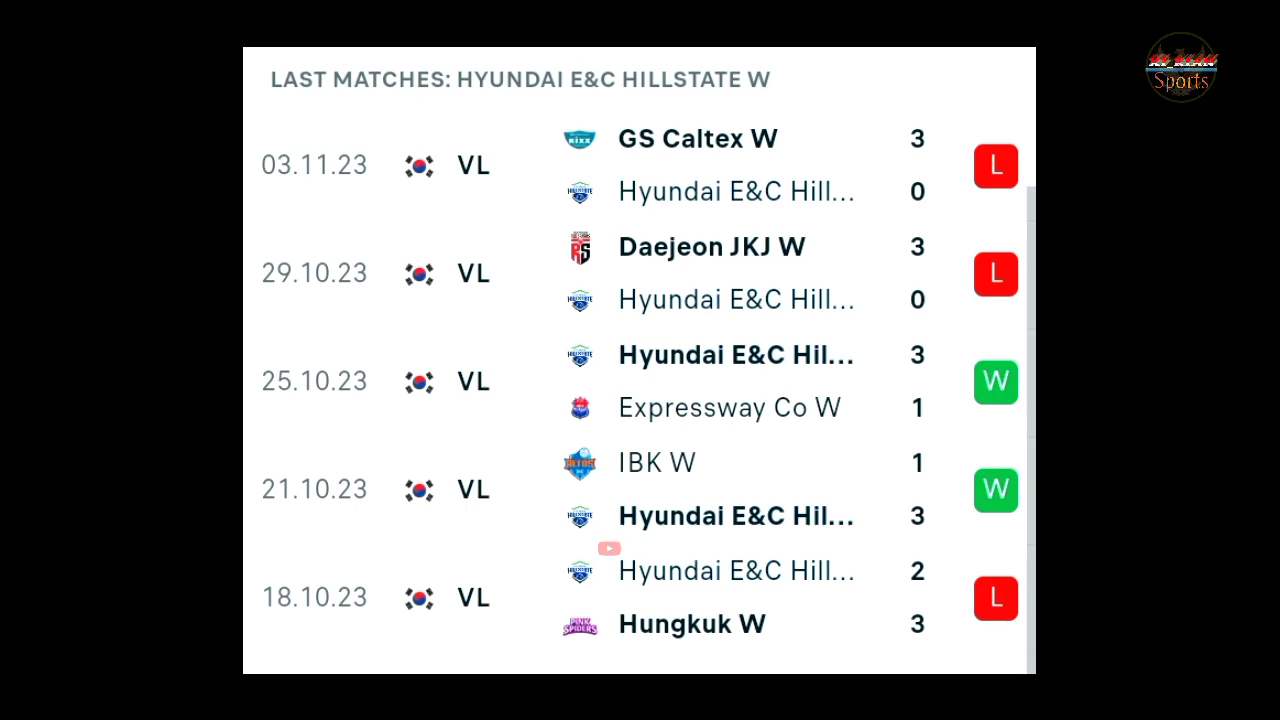 LAST MATCHES: HYUNDAI E&C HILLSTATE W
Sports
03.11.23 VL GS Caltex W 3 L
Hyundai E&C Hill... 0
29.10.23 VL Daejeon JKJ W 3 L
Hyundai E&C Hill... 0
25.10.23 VL Hyundai E&C Hil... 3 W
Expressway Co W 1
21.10.23 VL IBK W 1 W
Hyundai E&C Hil... 3
18.10.23 VL Hyundai E&C Hill... 2 L
PINK SPIDERS Hungkuk W 3